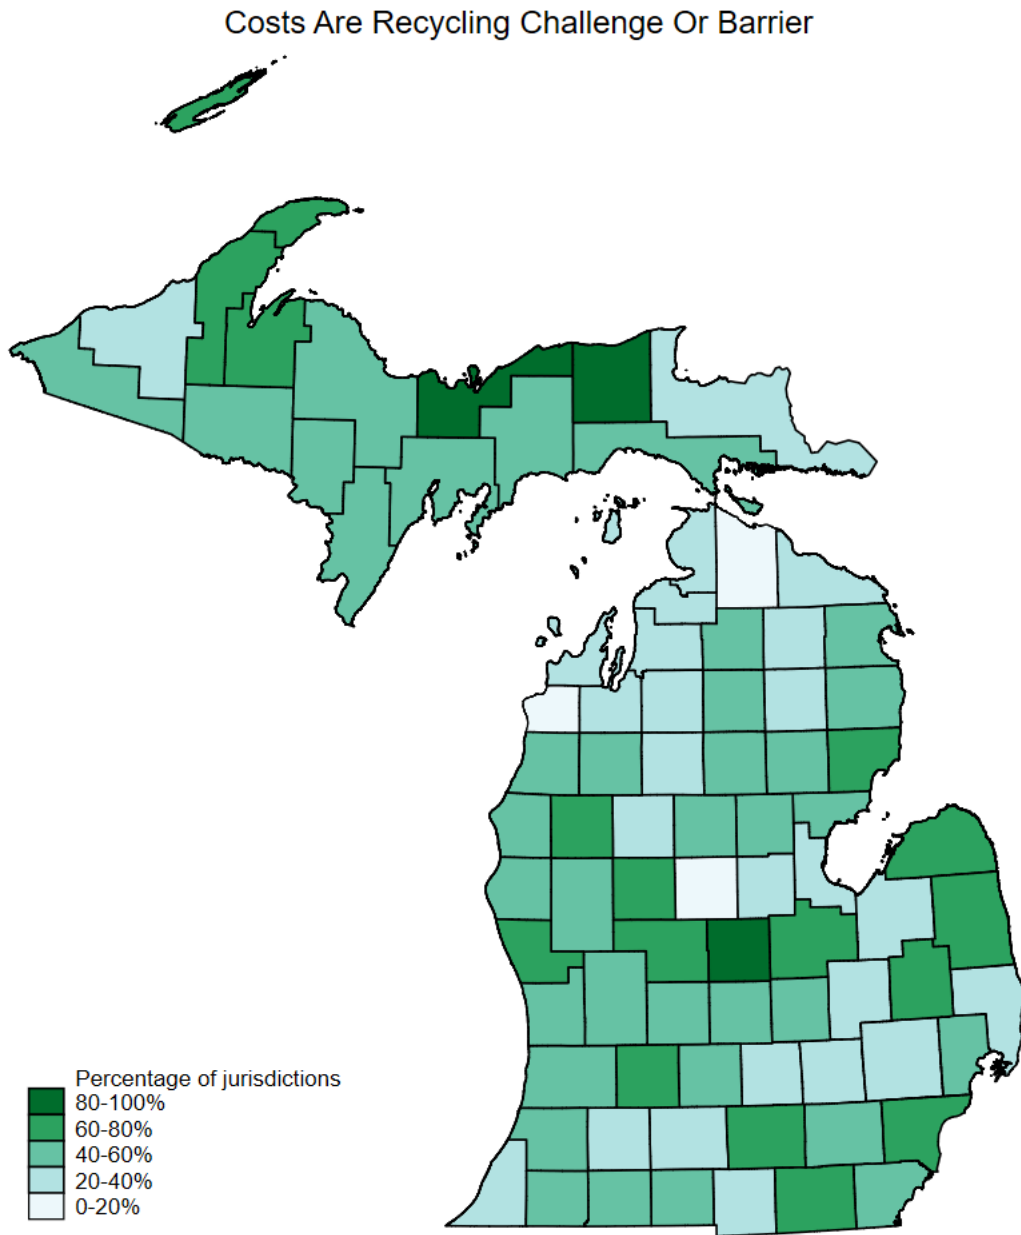 Costs Are Recycling Challenge Or Barrier
Percentage of jurisdictions
80-100%
60-80%
40-60%
20-40%
0-20%